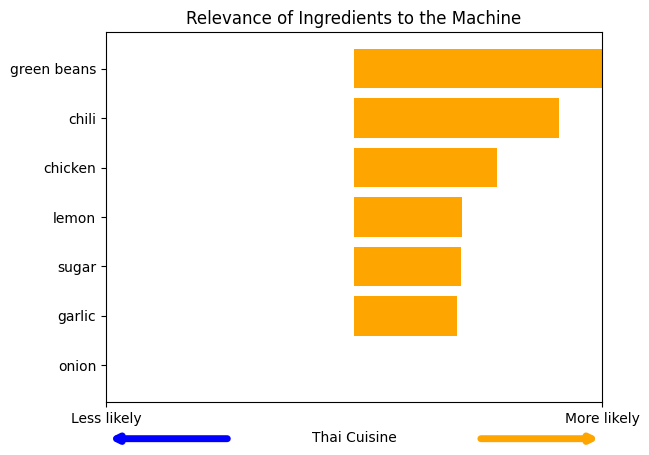 Relevance of Ingredients to the Machine
green beans
chili
chicken
lemon
sugar
garlic
onion
Less likely More likely
Thai Cuisine